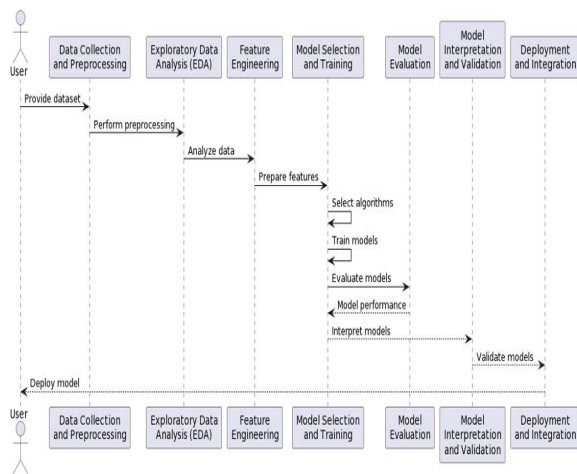 Model
Data Collection
Exploratory Data
Feature
Model Selection
Model
Interpretation
Deployment
User
and Preprocessing
Analysis (EDA)
Engineering
and Training
Evaluation
and Validation
and Integration
Provide dataset
Perform preprocessing
Analyze data
Prepare features
Select algorithms
Train models
Evaluate models
Model performance
Interpret models
Validate models
Deploy model
User
Data Collection
and Preprocessing
Exploratory Data
Analysis (EDA)
Feature
Engineering
Model Selection
and Training
Model
Evaluation
Model
Interpretation
and Validation
Deployment
and Integration